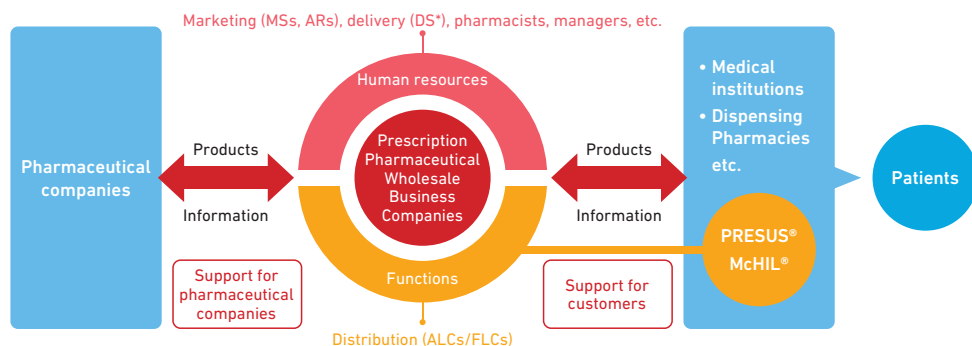 Marketing (MSs, ARs), delivery (DS*), pharmacists, managers, etc.
Pharmaceutical
companies
Products
Information
Support for
pharmaceutical
companies
Human resources
Prescription
Pharmaceutical
Wholesale
Business
Companies
Functions
Distribution (ALCs/FLCs)
Products
Information
Support for
customers
• Medical
institutions
• Dispensing
Pharmacies
etc.
PRESUS®
McHIL®
Patients